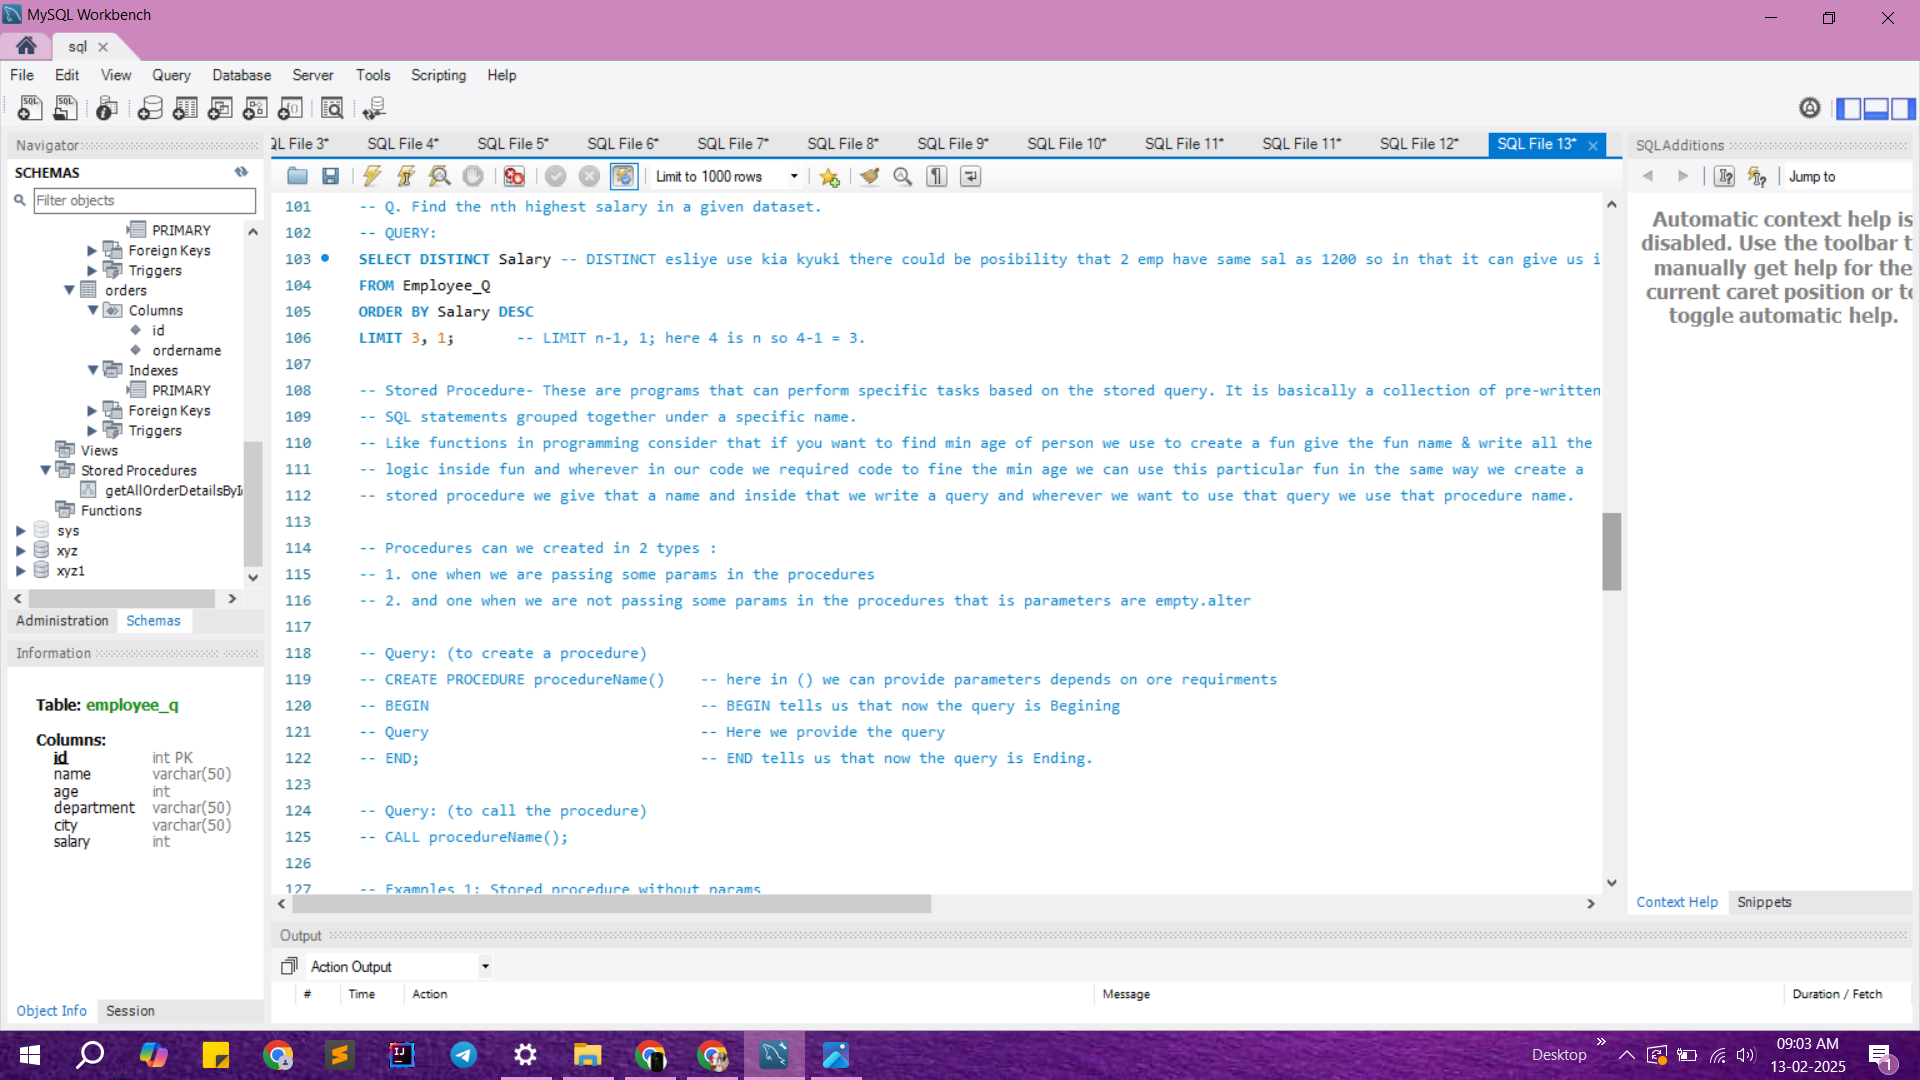 MySQL Workbench
sql
File Edit View Query Database Server Tools Scripting Help
Navigator
SCHEMAS
Filter objects
PRIMARY
Foreign Keys
Triggers
orders
Columns
id
ordername
Indexes
PRIMARY
Foreign Keys
Triggers
Views
Stored Procedures
getAllOrderDetailsById
Functions
sys
xyz
xyz1
Administration Schemas
Information
Table: employee_q
Columns:
id int PK
name varchar(50)
age int
department varchar(50)
city varchar(50)
salary int
Object Info Session
QL File 3* SQL File 4* SQL File 5* SQL File 6* SQL File 7* SQL File 8* SQL File 9* SQL File 10* SQL File 11* SQL File 11* SQL File 12* SQL File 13*
Limit to 1000 rows
101 -- Q. Find the nth highest salary in a given dataset.
102 -- QUERY:
103 SELECT DISTINCT Salary -- DISTINCT esliye use kia kyuki there could be posibility that 2 emp have same sal as 1200 so in that it can give us i
104 FROM Employee_Q
105 ORDER BY Salary DESC
106 LIMIT 3, 1; -- LIMIT n-1, 1; here 4 is n so 4-1 = 3.
107
108 -- Stored Procedure- These are programs that can perform specific tasks based on the stored query. It is basically a collection of pre-written
109 -- SQL statements grouped together under a specific name.
110 -- Like functions in programming consider that if you want to find min age of person we use to create a fun give the fun name & write all the
111 -- logic inside fun and wherever in our code we required code to fine the min age we can use this particular fun in the same way we create a
112 -- stored procedure we give that a name and inside that we write a query and wherever we want to use that query we use that procedure name.
113
114 -- Procedures can we created in 2 types :
115 -- 1. one when we are passing some params in the procedures
116 -- 2. and one when we are not passing some params in the procedures that is parameters are empty.alter
117
118 -- Query: (to create a procedure)
119 -- CREATE PROCEDURE procedureName() -- here in () we can provide parameters depends on ore requirments
120 -- BEGIN -- BEGIN tells us that now the query is Begining
121 -- Query -- Here we provide the query
122 -- END; -- END tells us that now the query is Ending.
123
124 -- Query: (to call the procedure)
125 -- CALL procedureName();
126
127 -- Examples 1: Stored procedure without params
Output
Action Output
# Time Action Message Duration / Fetch
SQLAdditions
Jump to
Automatic context help is
disabled. Use the toolbar t
manually get help for the
current caret position or to
toggle automatic help.
Context Help Snippets
Desktop
09:03 AM
13-02-2025
1